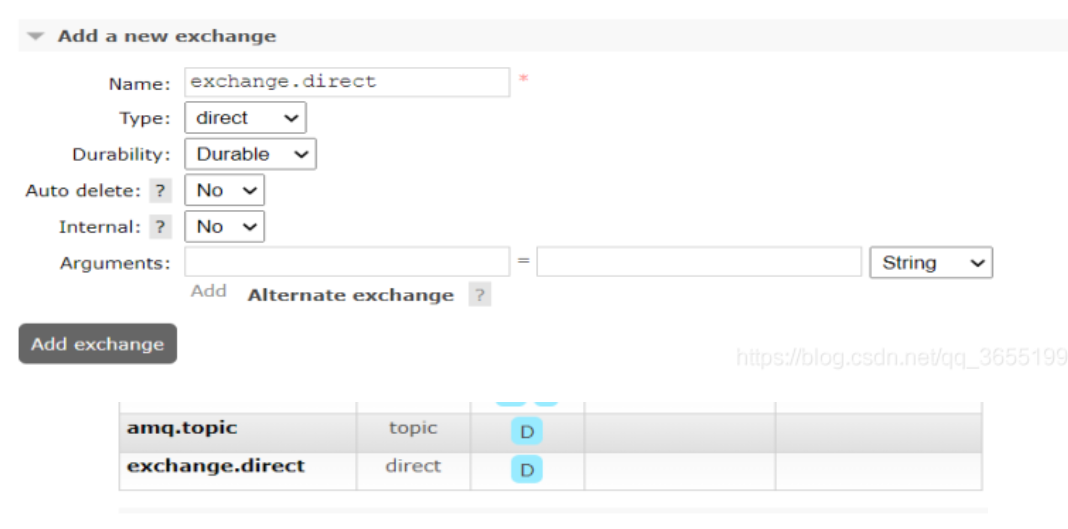 Add a new exchange
Name: exchange.direct *
Type: direct
Durability: Durable
Auto delete: ? No
Internal: ? No
Arguments: = String
Add Alternate exchange ?
Add exchange
https://blog.csdn.net/qq_3655199
amq.topic topic D
exchange.direct direct D